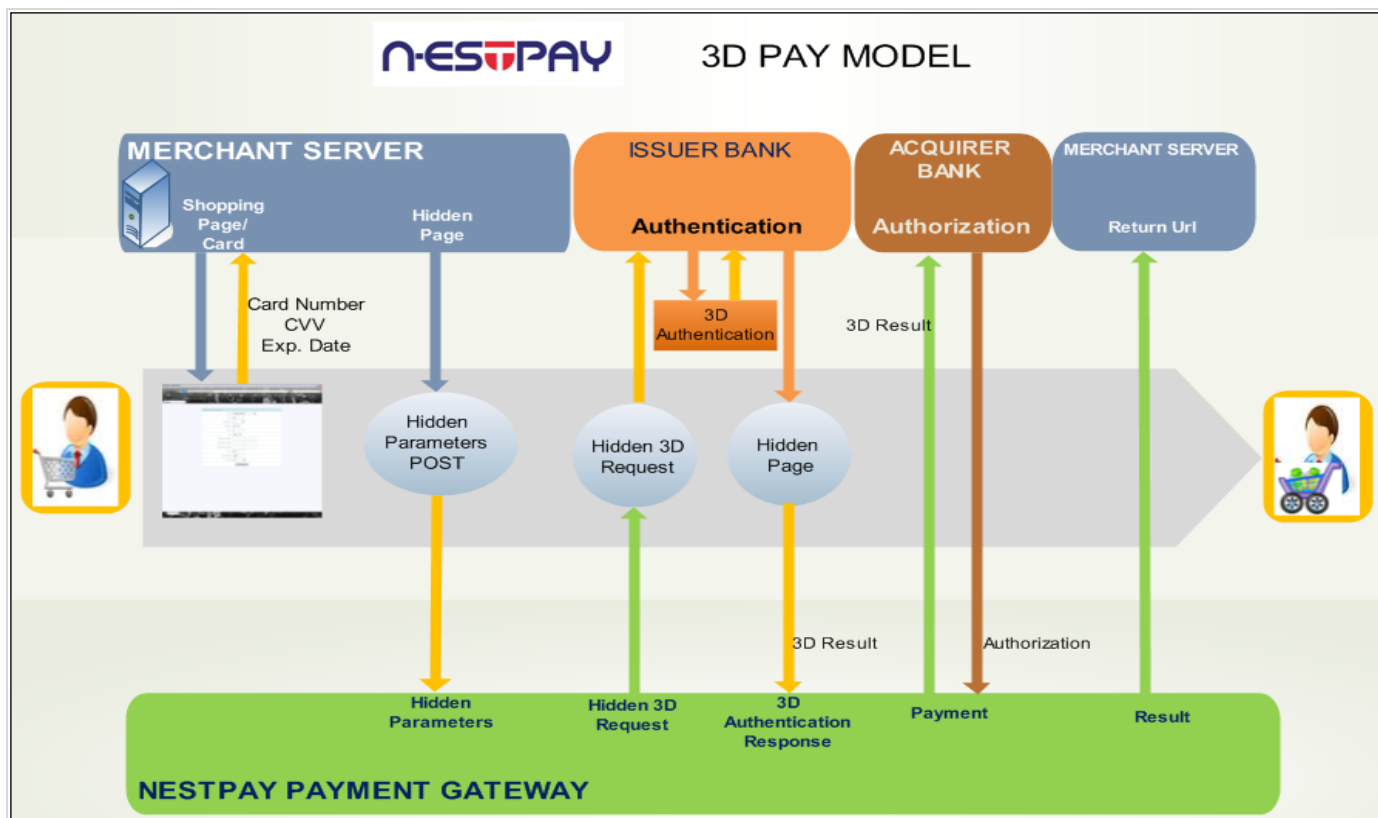 n-ESTPAY
3D PAY MODEL
MERCHANT SERVER
Shopping
Page/
Card
Hidden
Page
ISSUER BANK
Authentication
ACQUIRER
BANK
Authorization
MERCHANT SERVER
Return Url
Card Number
CVV
Exp. Date
3D
Authentication
3D Result
Hidden
Parameters
POST
Hidden 3D
Request
Hidden
Page
3D Result
Authorization
Hidden
Parameters
Hidden 3D
Request
3D
Authentication
Response
Payment
Result
NESTPAY PAYMENT GATEWAY